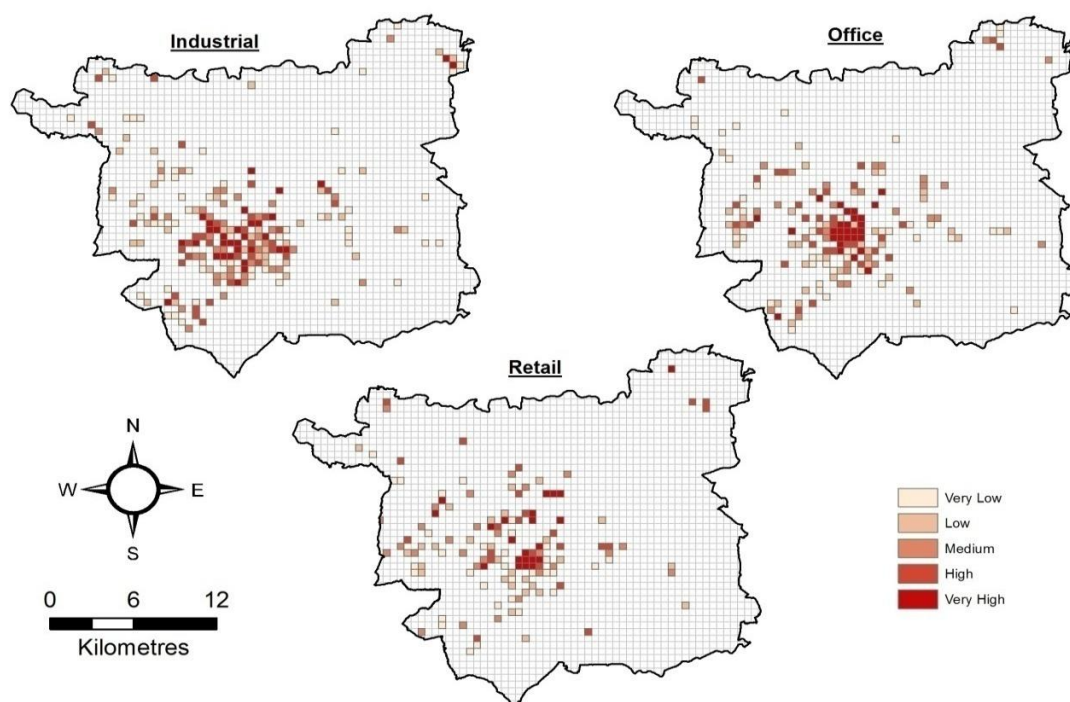 Industrial
Office
Retail
N
W E
S
0 6 12
Kilometres
Very Low
Low
Medium
High
Very High